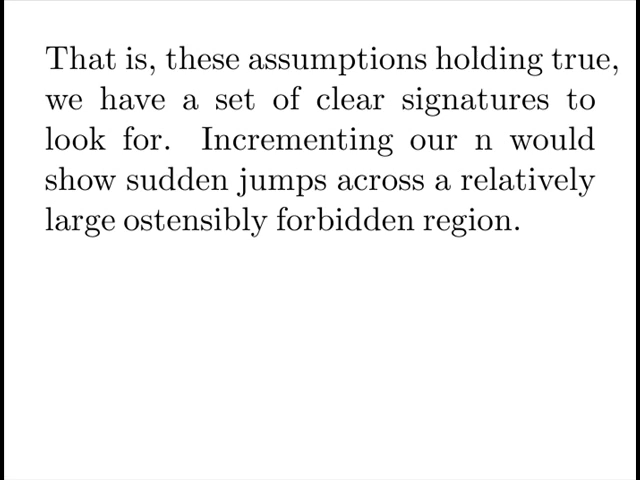 That is, these assumptions holding true,
we have a set of clear signatures to
look for. Incrementing our n would
show sudden jumps across a relatively
large ostensibly forbidden region.